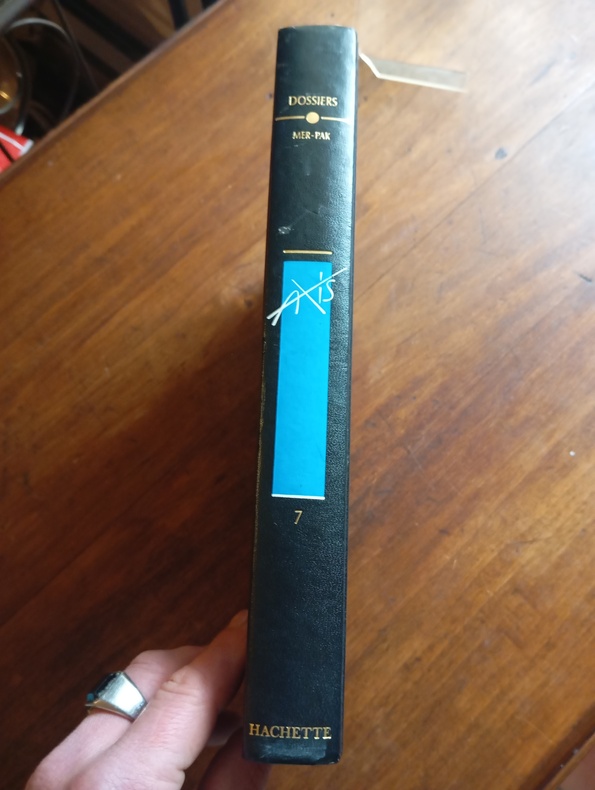 DOSSIERS
MER-PAK
axis
7
HACHETTE